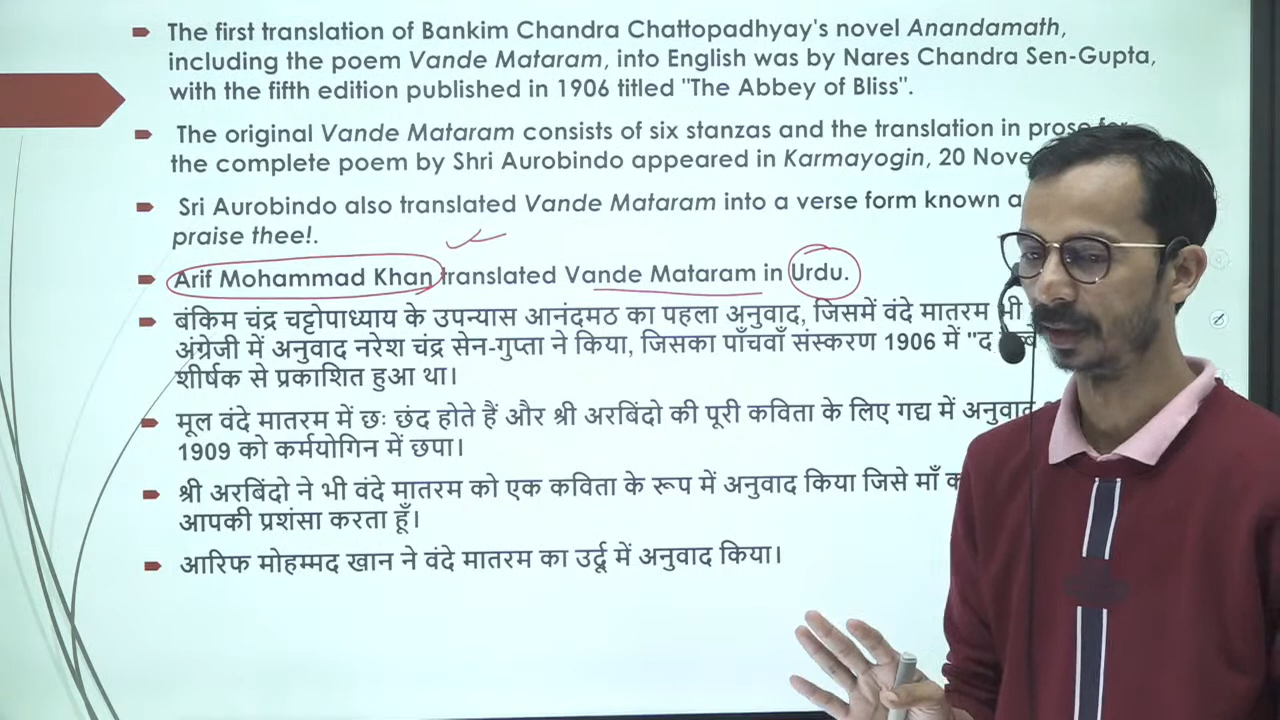 The first translation of Bankim Chandra Chattopadhyay's novel Anandamath,
including the poem Vande Mataram, into English was by Nares Chandra Sen-Gupta,
with the fifth edition published in 1906 titled "The Abbey of Bliss".
The original Vande Mataram consists of six stanzas and the translation in prose for
the complete poem by Shri Aurobindo appeared in Karmayogin, 20
Sri Aurobindo also translated Vande Mataram into a verse form known
praise thee!.
Arif Mohammad Khan translated Vande Mataram in Urdu.
बंकिम चंद्र चट्टोपाध्याय के उपन्यास आनंदमठ का पहला अनुवाद, जिसमें वंदे मातरम भी
अंग्रेजी में अनुवाद नरेश चंद्र सेन-गुप्ता ने किया, जिसका पाँचवाँ संस्करण 1906 में "द
शीर्षक से प्रकाशित हुआ था।
मूल वंदे मातरम में छः छंद होते हैं और श्री अरबिंदो की पूरी कविता के लिए गद्य में अनुवाद
1909 को कर्मयोगिन में छपा।
श्री अरबिंदो ने भी वंदे मातरम को एक कविता के रूप में अनुवाद किया जिसे माँ
आपकी प्रशंसा करता हूँ।
आरिफ मोहम्मद खान ने वंदे मातरम का उर्दू में अनुवाद किया।